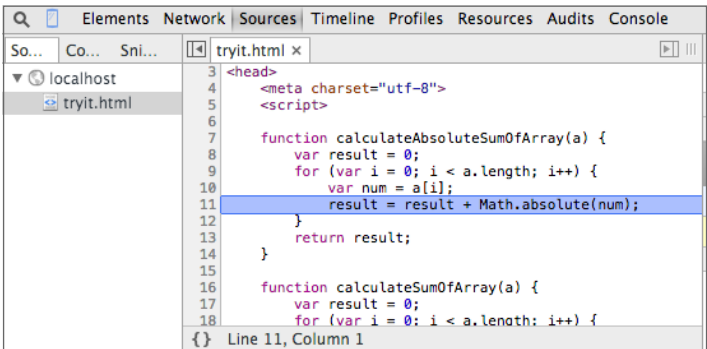 Elements Network Sources Timeline Profiles Resources Audits Console
So... Co... Sni... tryit.html ×
localhost
tryit.html
3 <head>
4 <meta charset="utf-8">
5 <script>
6
7 function calculateAbsoluteSumOfArray(a) {
8 var result = 0;
9 for (var i = 0; i < a.length; i++) {
10 var num = a[i];
11 result = result + Math.absolute(num);
12 }
13 return result;
14 }
15
16 function calculateSumOfArray(a) {
17 var result = 0;
18 for (var i = 0; i < a.length; i++) {
{} Line 11, Column 1